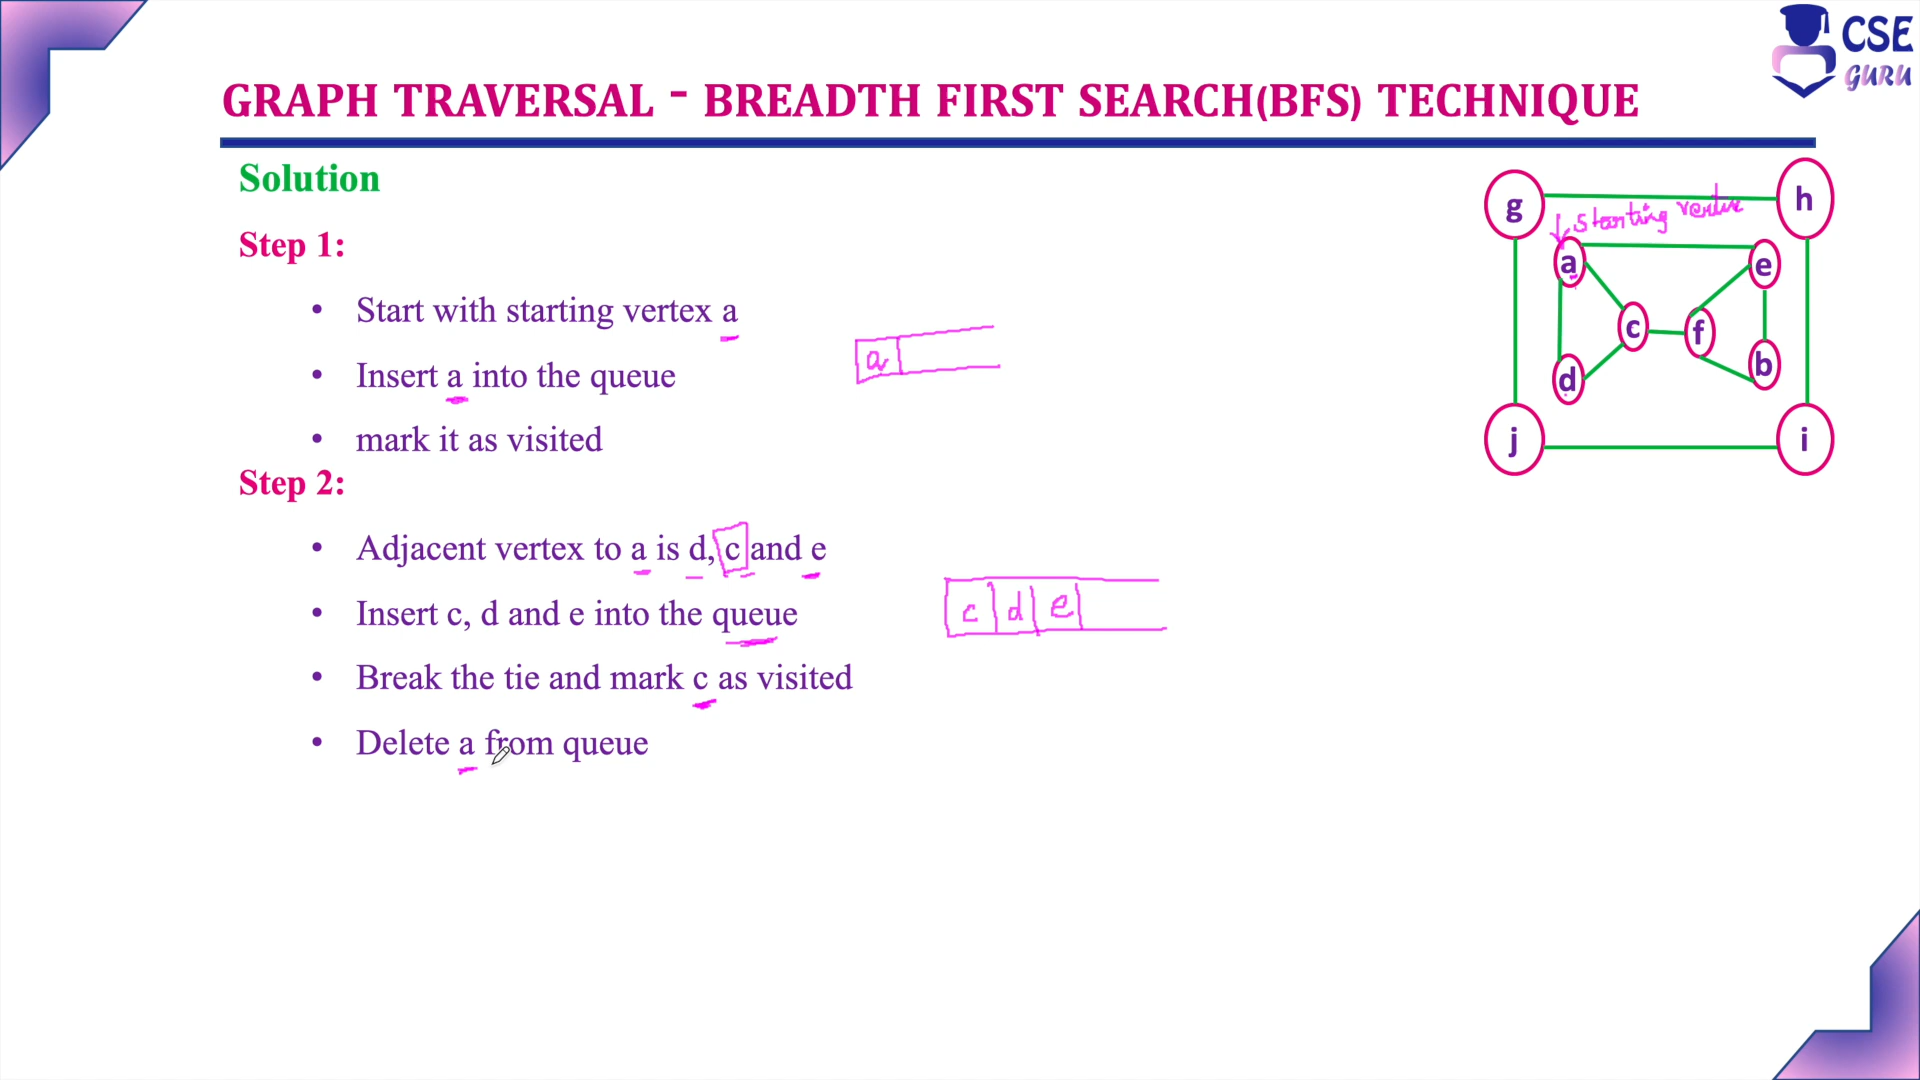 CSE
GURU
GRAPH TRAVERSAL - BREADTH FIRST SEARCH(BFS) TECHNIQUE
Solution
Step 1:
• Start with starting vertex a
• Insert a into the queue
• mark it as visited
a
Step 2:
• Adjacent vertex to a is d, c and e
• Insert c, d and e into the queue
• Break the tie and mark c as visited
• Delete a from queue
c d e
g h
starting
a e
c f
d b
j i